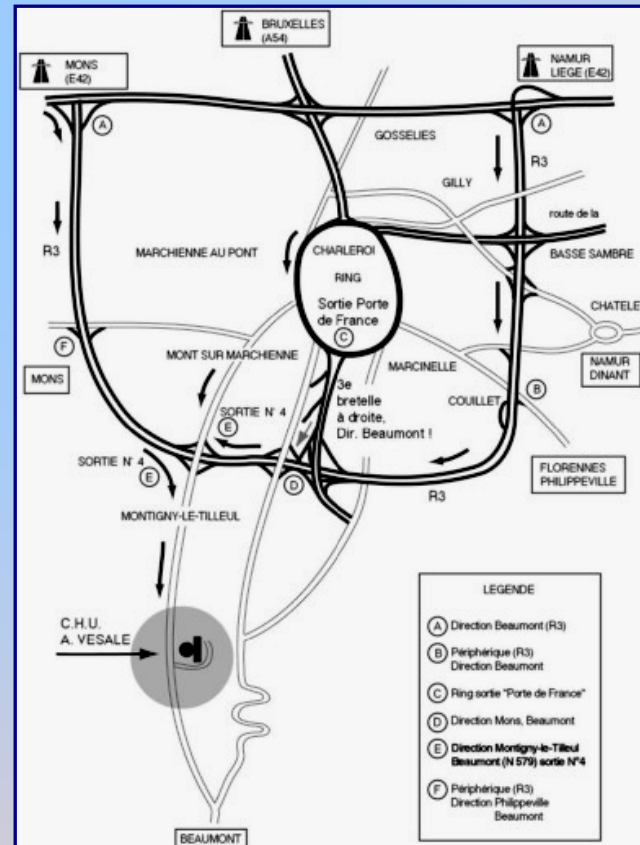 BRUXELLES
(A54)
MONS
(E42)
NAMUR
LIEGE (E42)
A
A
GOSSELIES
R3
GILLY
R3
route de la
MARCHIENNE AU PONT
CHARLEROI
RING
BASSE SAMBRE
Sortie Porte
de France
C
CHATELE
F
MONT SUR MARCHIENNE
MARCINELLE
NAMUR
DINANT
MONS
3e
bretelle
à droite,
Dir. Beaumont !
COUILLET
B
SORTIE N° 4
E
SORTIE N° 4
E
D
R3
FLORENNES
PHILIPPEVILLE
MONTIGNY-LE-TILLEUL
C.H.U.
A. VESALE
BEAUMONT
LEGENDE
A Direction Beaumont (R3)
B Périphérique (R3)
Direction Beaumont
C Ring sortie "Porte de France"
D Direction Mons, Beaumont
E Direction Montigny-le-Tilleul
Beaumont (N 579) sortie N°4
F Périphérique (R3)
Direction Philippeville
Beaumont